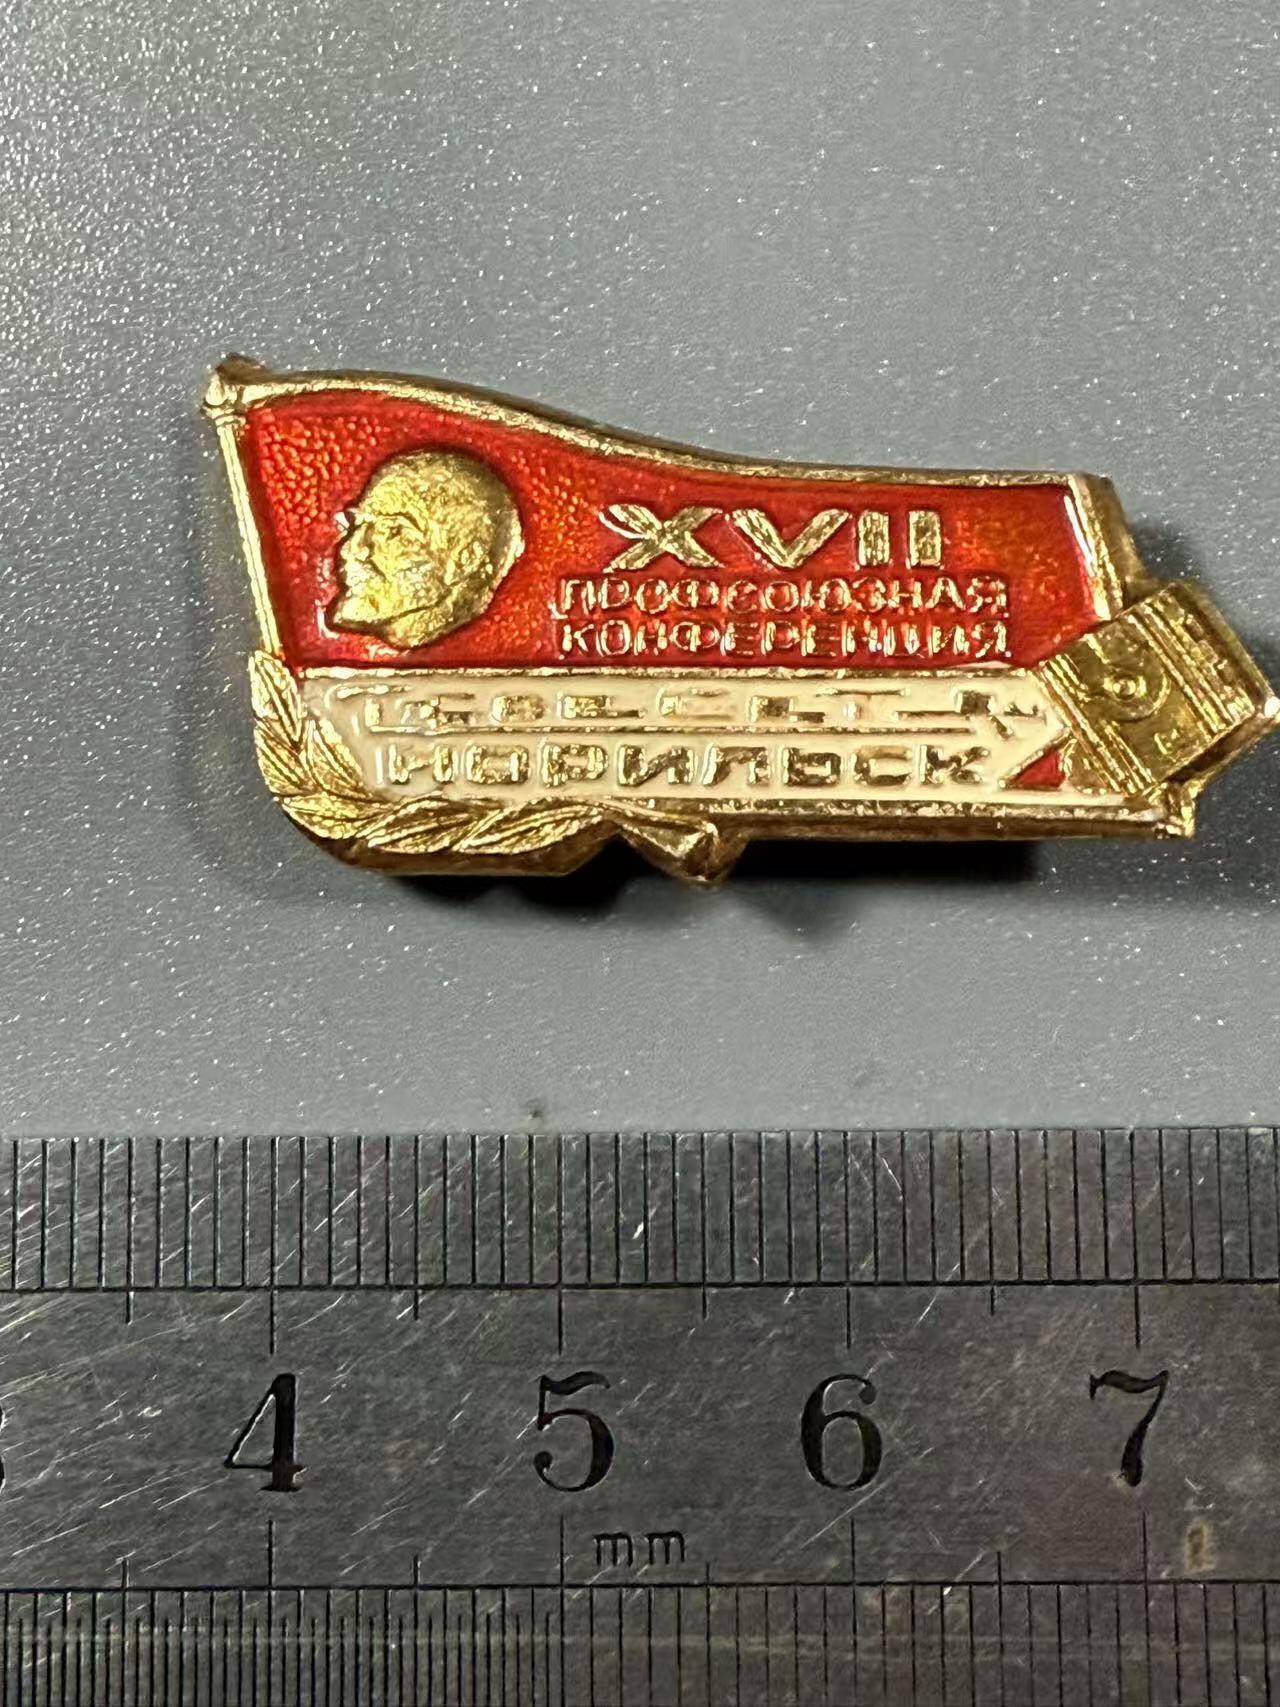 XVII
ПРОФСОЮЗНАЯ
КОНФЕРЕНЦИЯ
НОРИЛЬСК
4 5 6 7
mm